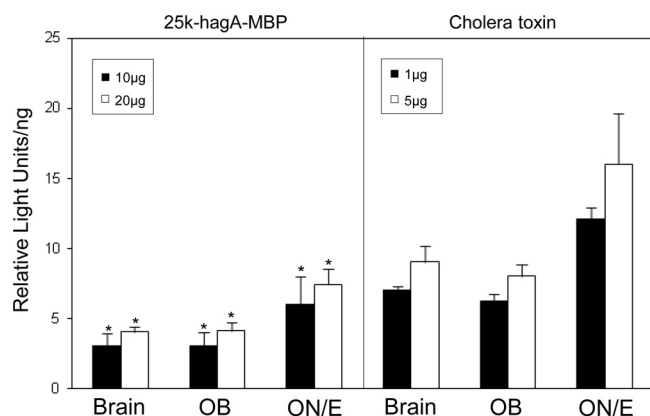 25k-hagA-MBP Cholera toxin
Relative Light Units/ng
25
20
15
10
5
0
10µg
20µg
1µg
5µg
* * * * * *
Brain OB ON/E Brain OB ON/E